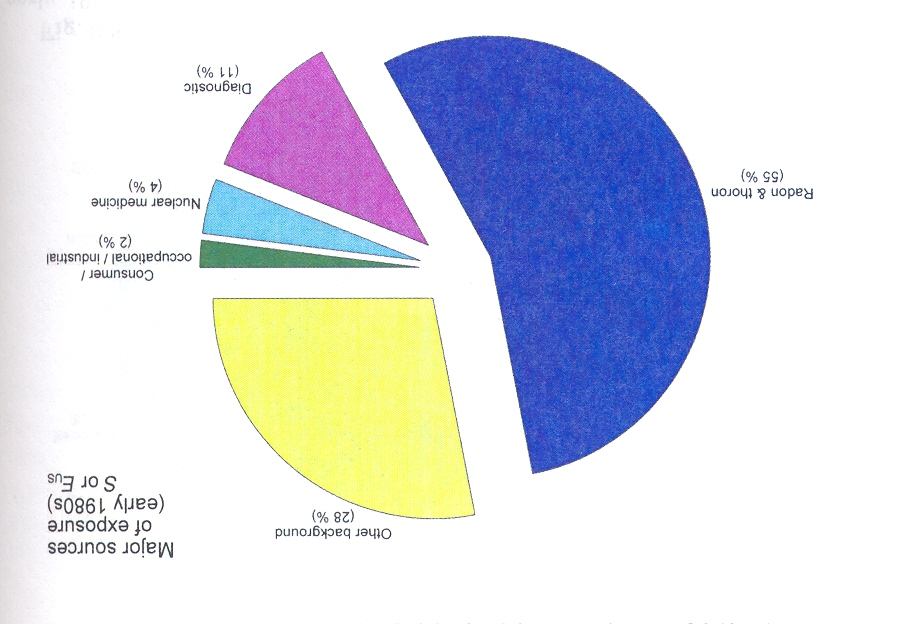 Major sources
of exposure
(early 1980s)
S or EUS
Other background
(28 %)
Consumer /
occupational / industrial
(2 %)
Nuclear medicine
(4 %)
Radon & thoron
(55 %)
Diagnostic
(11 %)